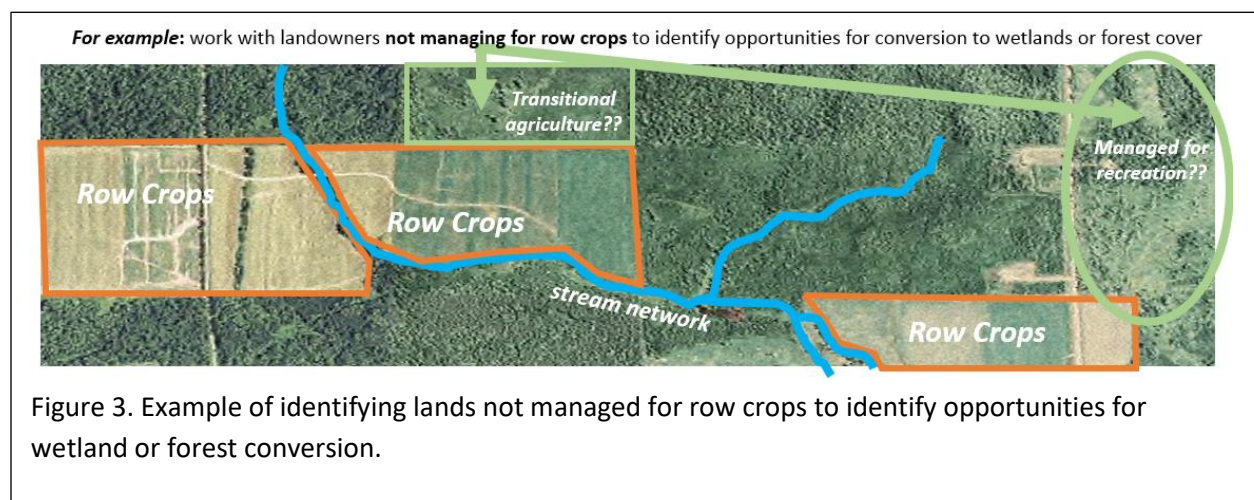 For example: work with landowners not managing for row crops to identify opportunities for conversion to wetlands or forest cover
Transitional
agriculture??
Managed for
recreation??
Row Crops
Row Crops
stream network
Row Crops
Figure 3. Example of identifying lands not managed for row crops to identify opportunities for
wetland or forest conversion.